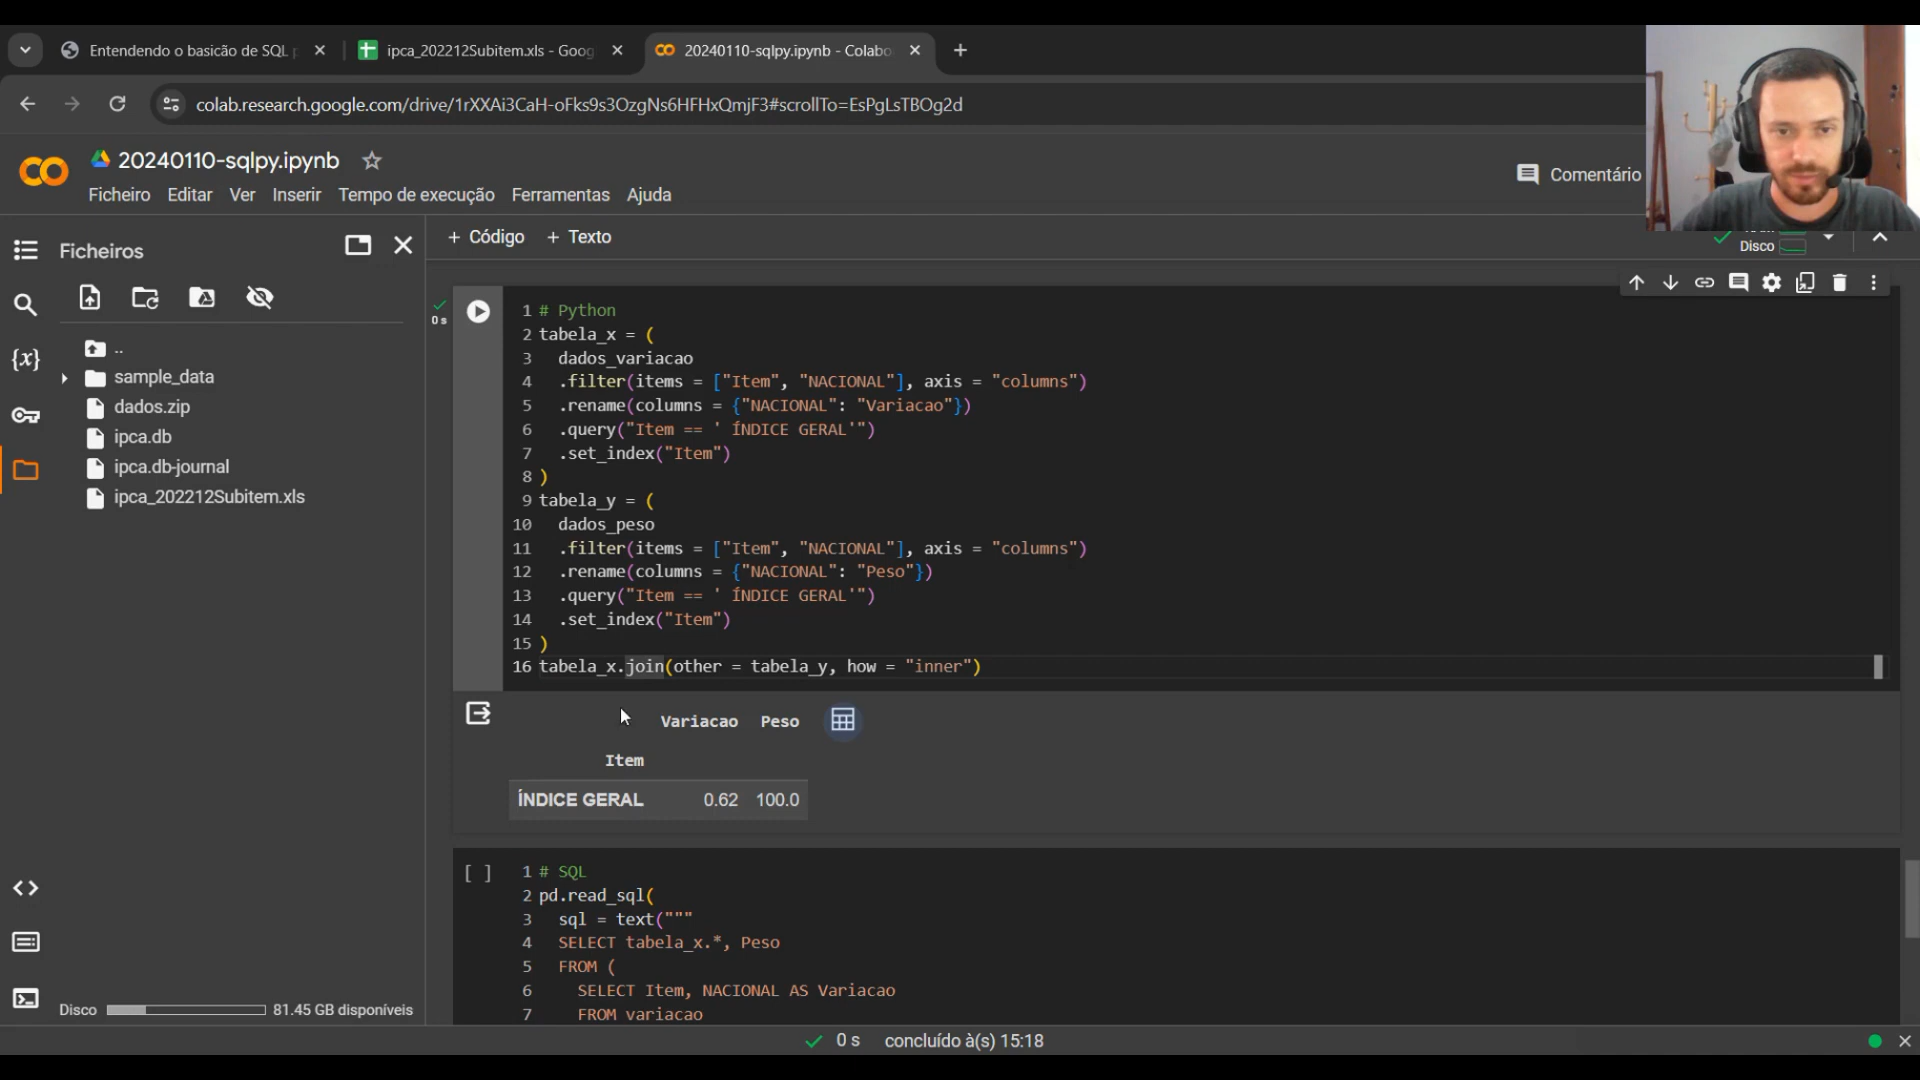 Entendendo o basicão de SQL p
ipca_202212Subitem.xls - Goog
20240110-sqlpy.ipynb - Colabo
colab.research.google.com/drive/1rXXAi3CaH-oFks9s3OzgNs6HFHxQmjF3#scrollTo=EsPgLsTBOg2d
20240110-sqlpy.ipynb
Ficheiro Editar Ver Inserir Tempo de execução Ferramentas Ajuda
Comentário
Ficheiros
+ Código + Texto
Disco
..
sample_data
dados.zip
ipca.db
ipca.db-journal
ipca_202212Subitem.xls
{x}
0 s
1 # Python
2 tabela_x = (
3 dados_variacao
4 .filter(items = ["Item", "NACIONAL"], axis = "columns")
5 .rename(columns = {"NACIONAL": "Variacao"})
6 .query("Item == ' ÍNDICE GERAL'")
7 .set_index("Item")
8 )
9 tabela_y = (
10 dados_peso
11 .filter(items = ["Item", "NACIONAL"], axis = "columns")
12 .rename(columns = {"NACIONAL": "Peso"})
13 .query("Item == ' ÍNDICE GERAL'")
14 .set_index("Item")
15 )
16 tabela_x.join(other = tabela_y, how = "inner")
Variacao Peso
Item
ÍNDICE GERAL 0.62 100.0
[ ]
1 # SQL
2 pd.read_sql(
3 sql = text("""
4 SELECT tabela_x.*, Peso
5 FROM (
6 SELECT Item, NACIONAL AS Variacao
7 FROM variacao
Disco 81.45 GB disponíveis
0 s concluído à(s) 15:18